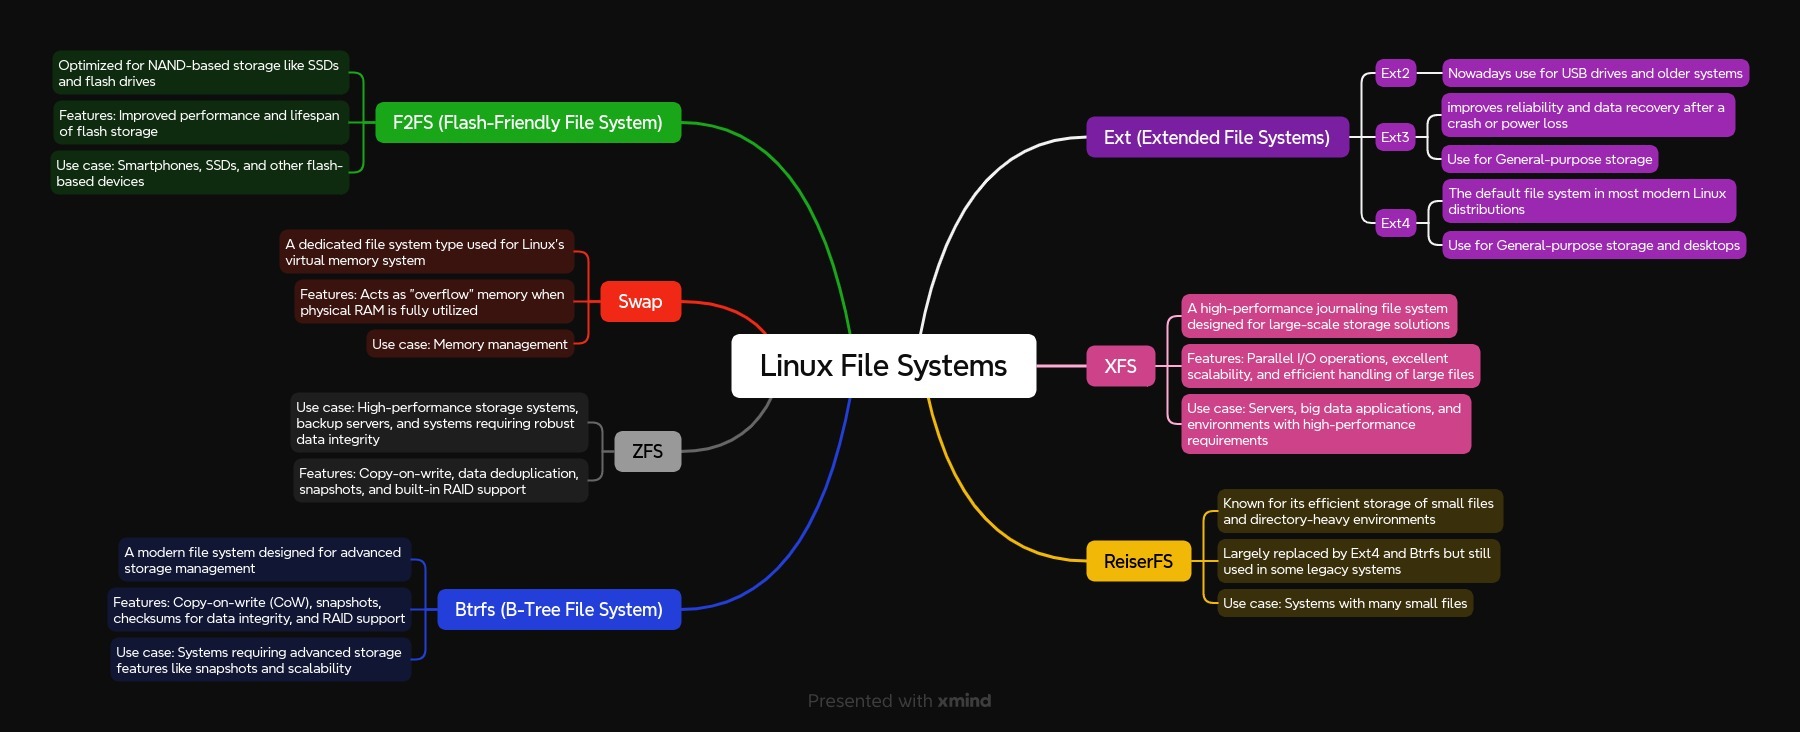 Linux File Systems
Ext (Extended File Systems)
Ext2
Nowadays use for USB drives and older systems
Ext3
improves reliability and data recovery after a
crash or power loss
Use for General-purpose storage
Ext4
The default file system in most modern Linux
distributions
Use for General-purpose storage and desktops
XFS
A high-performance journaling file system
designed for large-scale storage solutions
Features: Parallel I/O operations, excellent
scalability, and efficient handling of large files
Use case: Servers, big data applications, and
environments with high-performance
requirements
ReiserFS
Known for its efficient storage of small files
and directory-heavy environments
Largely replaced by Ext4 and Btrfs but still
used in some legacy systems
Use case: Systems with many small files
F2FS (Flash-Friendly File System)
Optimized for NAND-based storage like SSDs
and flash drives
Features: Improved performance and lifespan
of flash storage
Use case: Smartphones, SSDs, and other flash-
based devices
Swap
A dedicated file system type used for Linux's
virtual memory system
Features: Acts as "overflow" memory when
physical RAM is fully utilized
Use case: Memory management
ZFS
Use case: High-performance storage systems,
backup servers, and systems requiring robust
data integrity
Features: Copy-on-write, data deduplication,
snapshots, and built-in RAID support
Btrfs (B-Tree File System)
A modern file system designed for advanced
storage management
Features: Copy-on-write (CoW), snapshots,
checksums for data integrity, and RAID support
Use case: Systems requiring advanced storage
features like snapshots and scalability
Presented with xmind